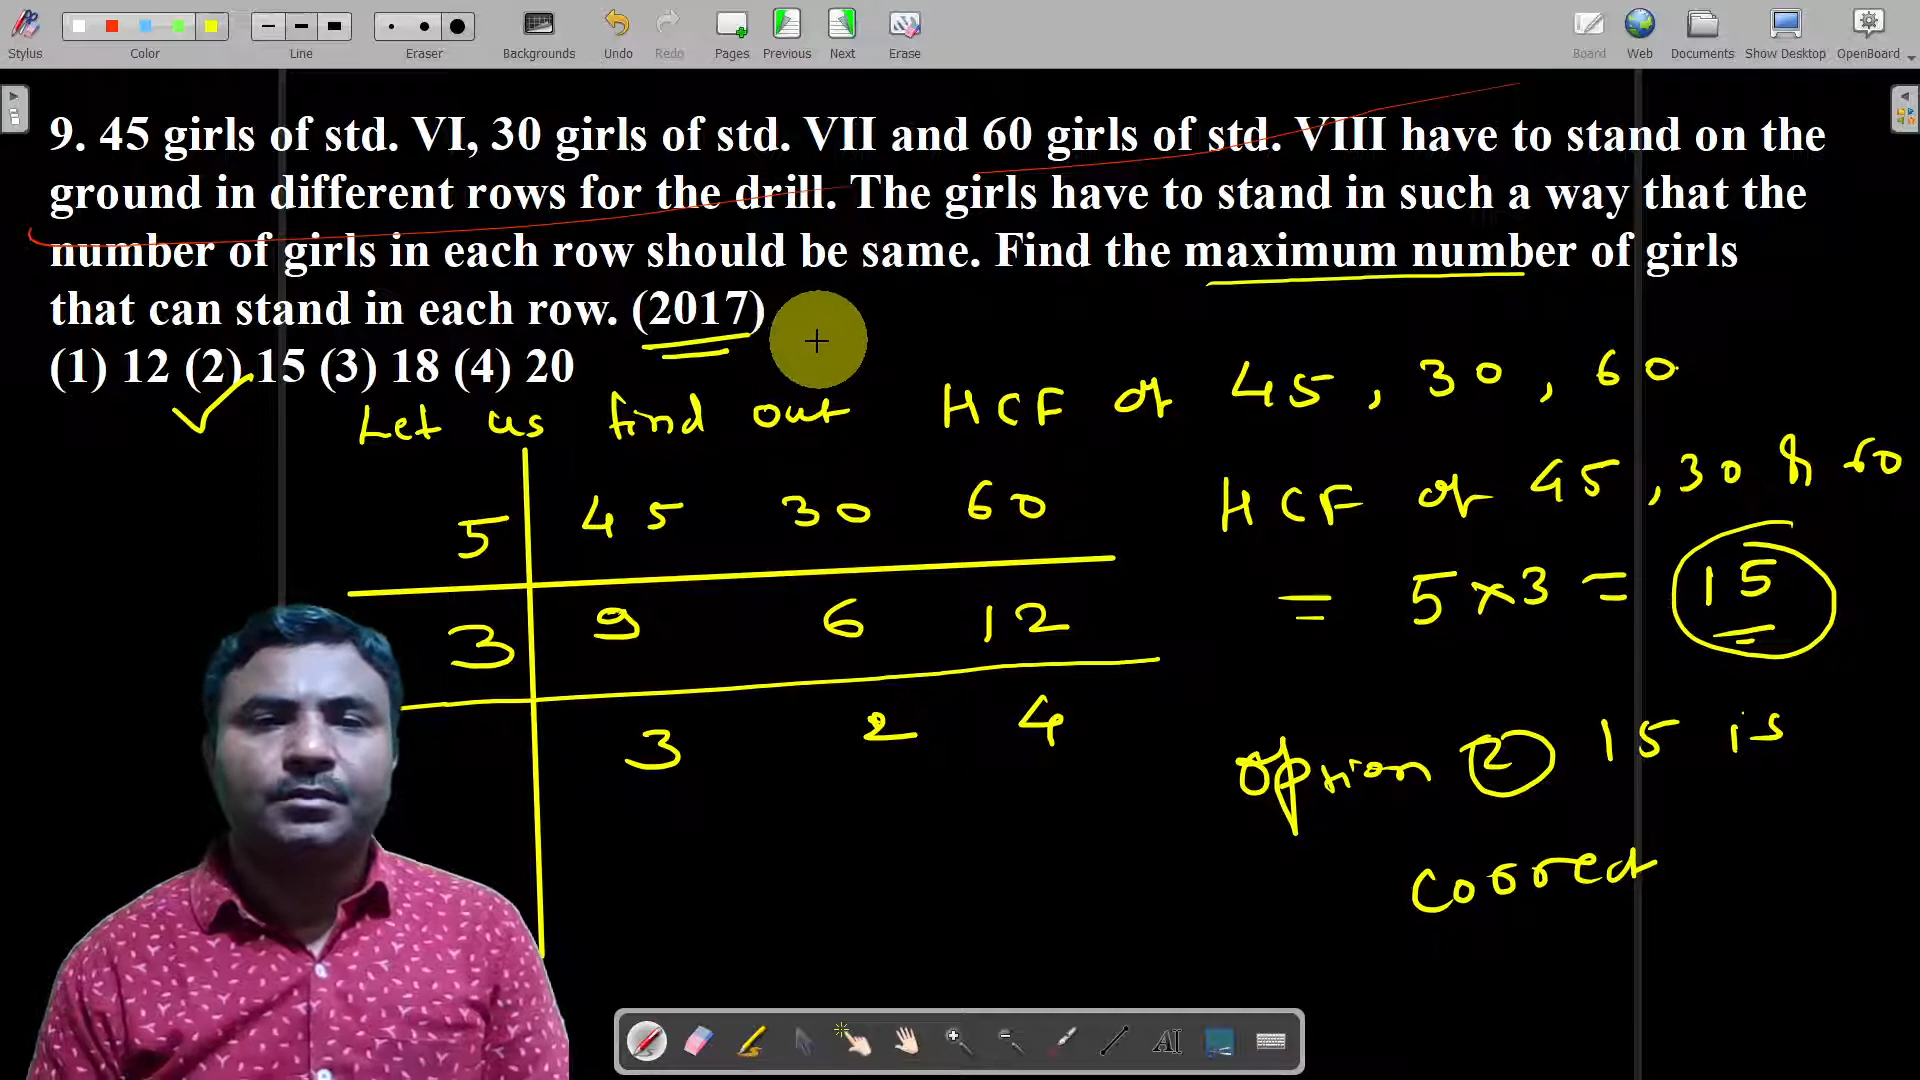 Stylus Color Line Eraser Backgrounds Undo Redo Pages Previous Next Erase Board Web Documents Show Desktop OpenBoard
9. 45 girls of std. VI, 30 girls of std. VII and 60 girls of std. VIII have to stand on the
ground in different rows for the drill. The girls have to stand in such a way that the
number of girls in each row should be same. Find the maximum number of girls
that can stand in each row. (2017)
(1) 12 (2) 15 (3) 18 (4) 20
Let us find out HCF of 45, 30, 60
5 45 30 60
3 9 6 12
3 2 4
HCF of 45, 30 & 60
= 5 × 3 = 15
option 2 15 is
correct
AI